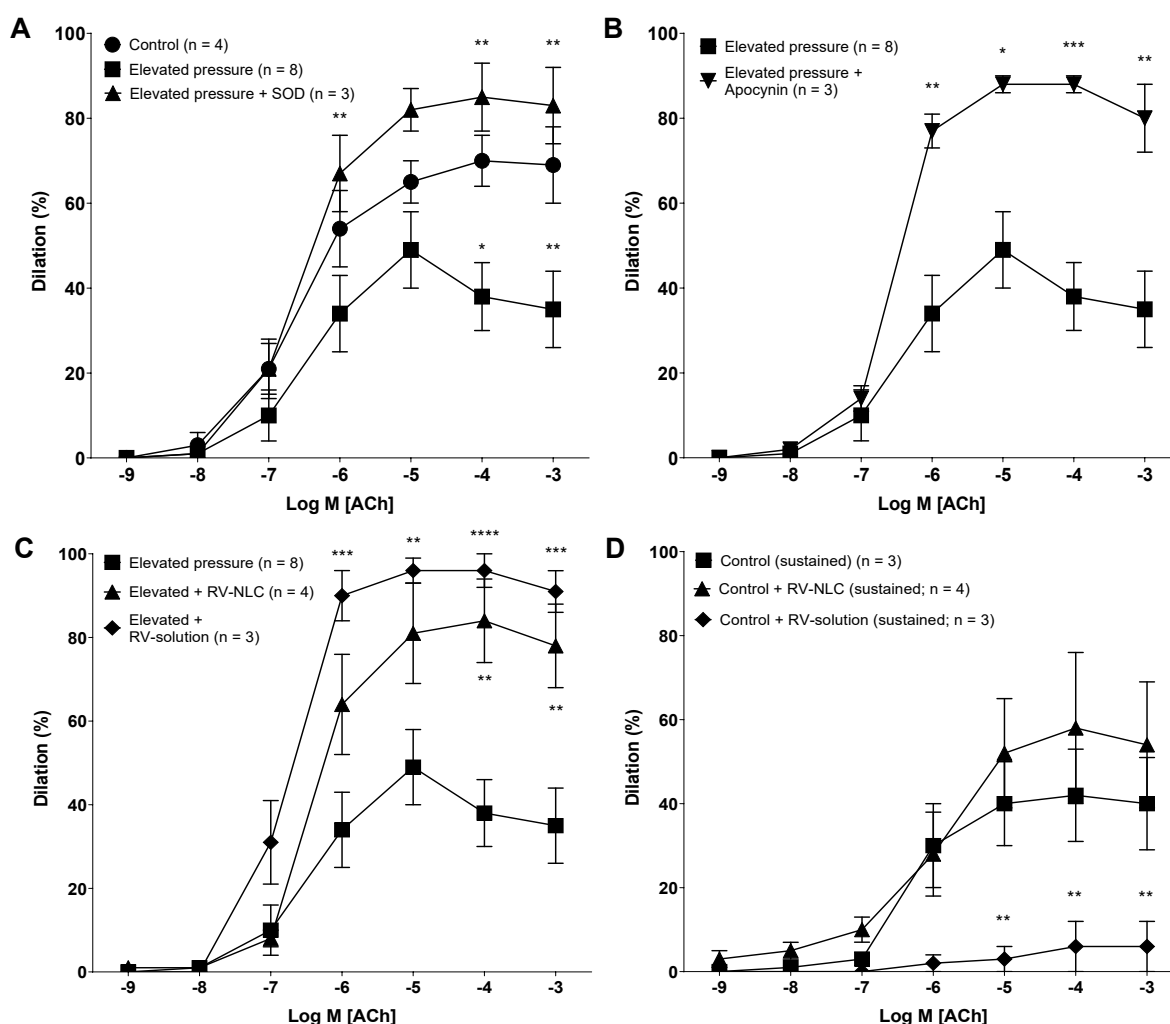 A
Control (n = 4)
Elevated pressure (n = 8)
Elevated pressure + SOD (n = 3)
100
80
60
40
20
0
Dilation (%)
**
**
**
*
**
-9 -8 -7 -6 -5 -4 -3
Log M [ACh]
B
Elevated pressure (n = 8)
Elevated pressure +
Apocynin (n = 3)
100
80
60
40
20
0
Dilation (%)
**
*
***
**
-9 -8 -7 -6 -5 -4 -3
Log M [ACh]
C
Elevated pressure (n = 8)
Elevated + RV-NLC (n = 4)
Elevated +
RV-solution (n = 3)
100
80
60
40
20
0
Dilation (%)
***
**
****
***
**
**
-9 -8 -7 -6 -5 -4 -3
Log M [ACh]
D
Control (sustained) (n = 3)
Control + RV-NLC (sustained; n = 4)
Control + RV-solution (sustained; n = 3)
100
80
60
40
20
0
Dilation (%)
**
**
**
-9 -8 -7 -6 -5 -4 -3
Log M [ACh]